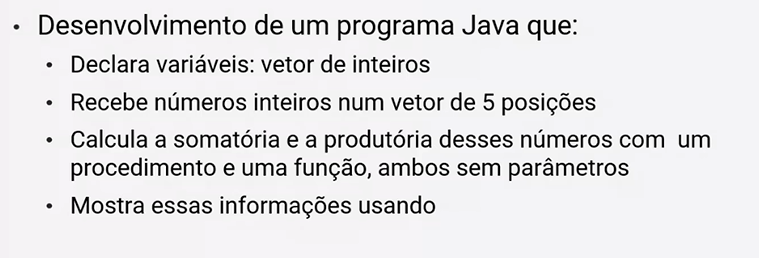 • Desenvolvimento de um programa Java que:
• Declara variáveis: vetor de inteiros
• Recebe números inteiros num vetor de 5 posições
• Calcula a somatória e a produtória desses números com um
procedimento e uma função, ambos sem parâmetros
• Mostra essas informações usando